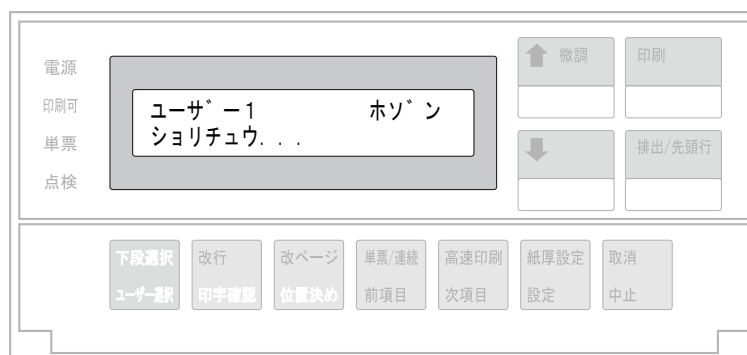 電源
印刷可
単票
点検
ユーザー1 ホゾン
ショリチュウ. . .
微調
印刷
排出/先頭行
下段選択
ユーザー選択
改行
印字確認
改ページ
位置決め
単票/連続
前項目
高速印刷
次項目
紙厚設定
設定
取消
中止